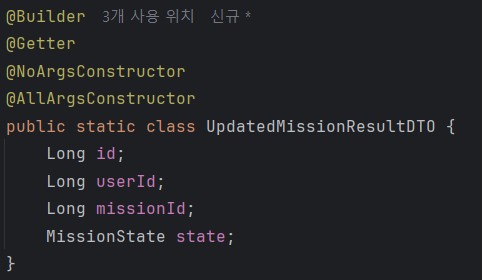 @Builder 3개 사용 위치 신규 *
@Getter
@NoArgsConstructor
@AllArgsConstructor
public static class UpdatedMissionResultDTO {
    Long id;
    Long userId;
    Long missionId;
    MissionState state;
}